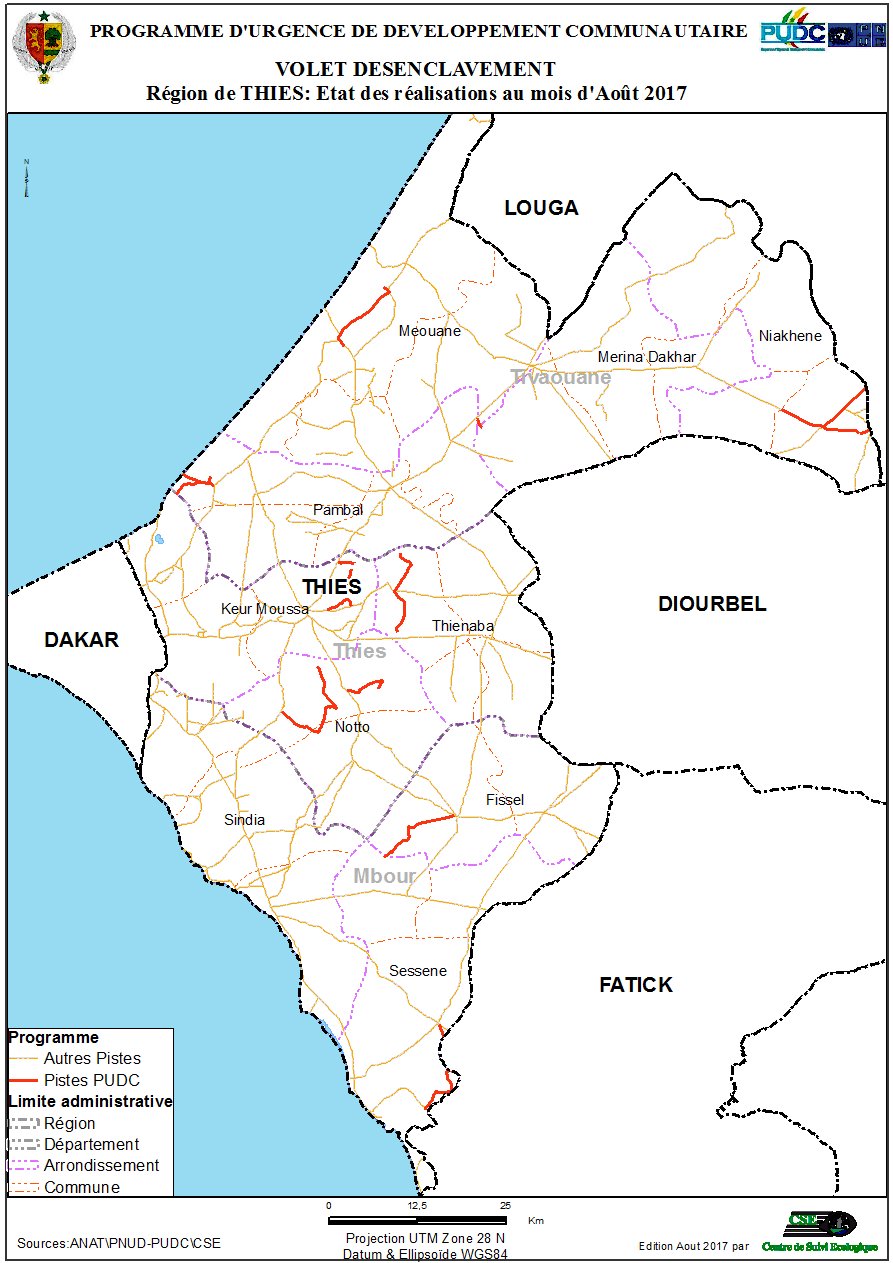 PROGRAMME D'URGENCE DE DEVELOPPEMENT COMMUNAUTAIRE
PUDC
VOLET DESENCLAVEMENT
Région de THIES: Etat des réalisations au mois d'Août 2017
N
LOUGA
Meouane
Niakhene
Merina Dakhar
Tivaouane
Pambal
THIES
Keur Moussa
DIOURBEL
Thienaba
DAKAR
Thies
Notto
Fissel
Sindia
Mbour
Sessene
FATICK
Programme
Autres Pistes
Pistes PUDC
Limite administrative
Région
Département
Arrondissement
Commune
0 12,5 25
Km
Projection UTM Zone 28 N
Datum & Ellipsoïde WGS84
Sources:ANAT\PNUD-PUDC\CSE
Edition Aout 2017 par
CSE
Centre de Suivi Ecologique